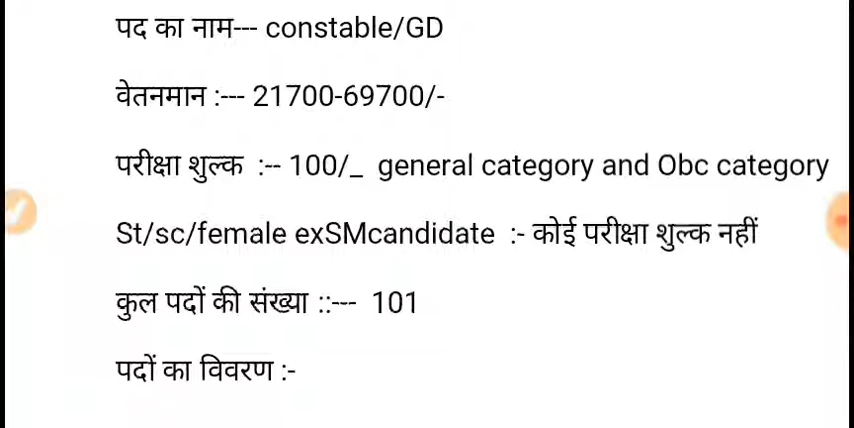 पद का नाम--- constable/GD
वेतनमान :--- 21700-69700/-
परीक्षा शुल्क :-- 100/_ general category and Obc category
St/sc/female exSMcandidate :- कोई परीक्षा शुल्क नहीं
कुल पदों की संख्या ::--- 101
पदों का विवरण :-